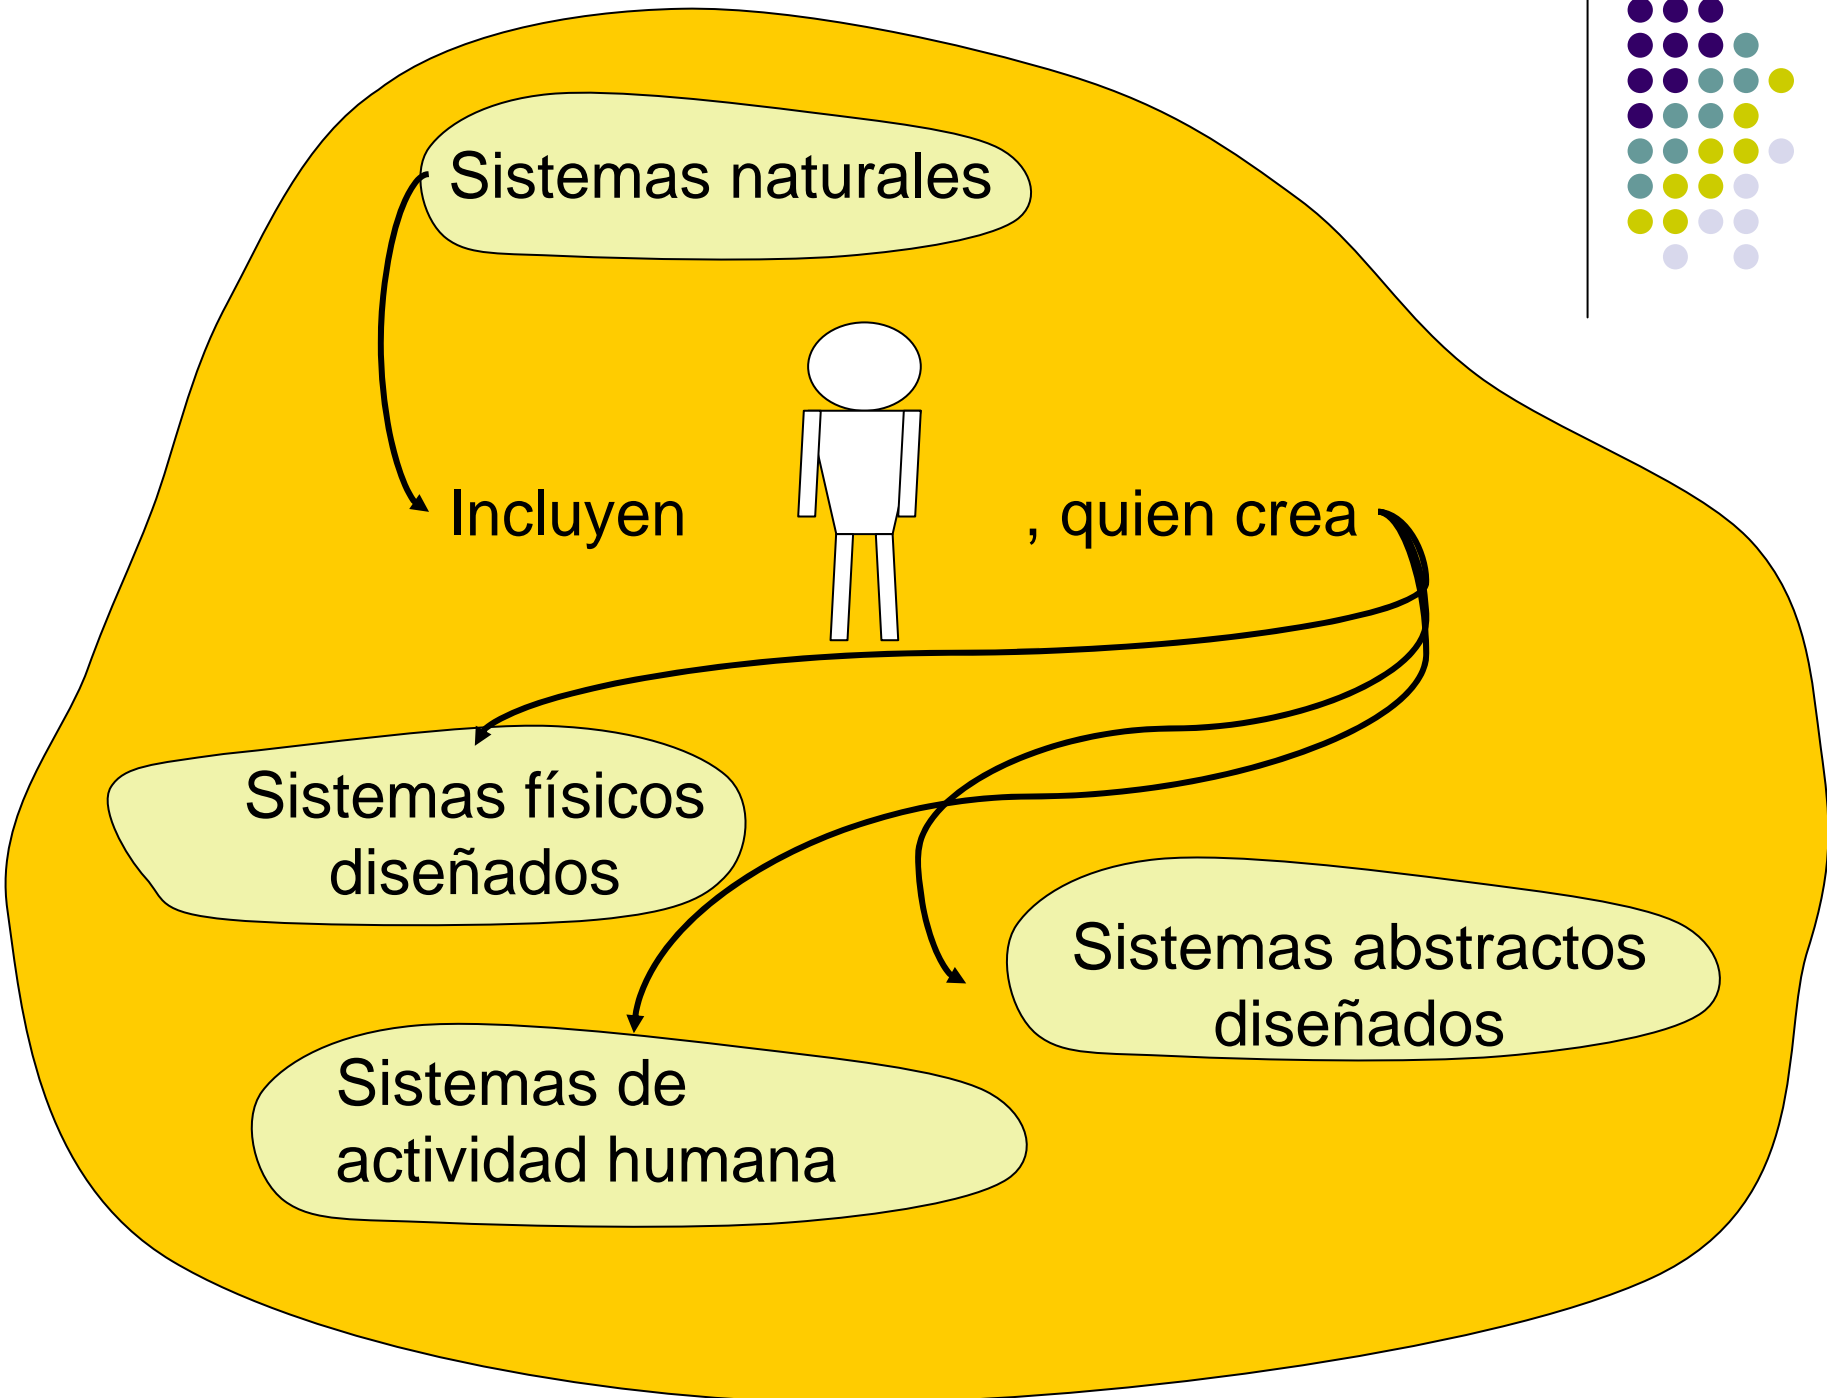 Sistemas naturales
Incluyen , quien crea
Sistemas físicos
diseñados
Sistemas abstractos
diseñados
Sistemas de
actividad humana